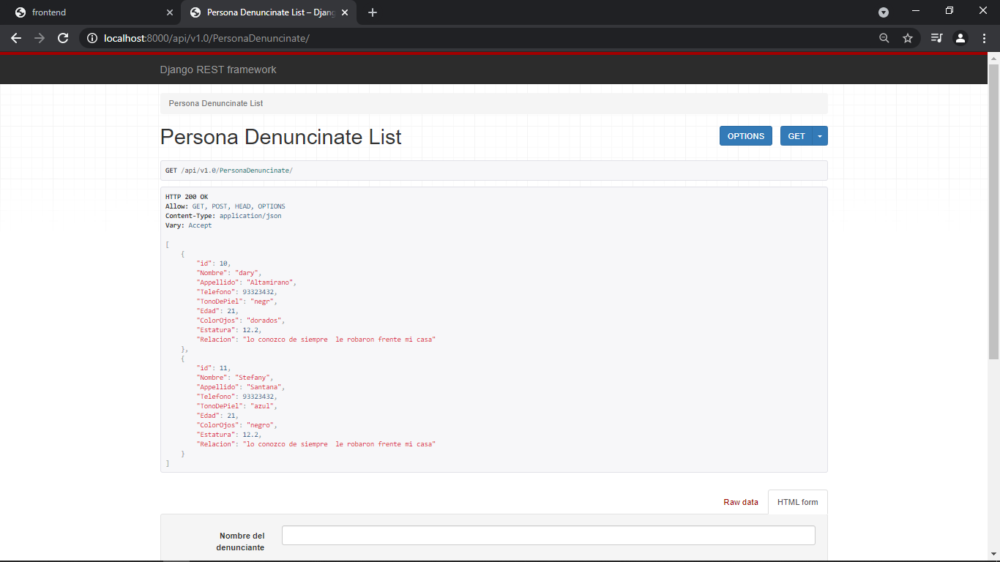 frontend
Persona Denuncinate List – Djang
localhost:8000/api/v1.0/PersonaDenuncinate/
Django REST framework
Persona Denuncinate List
Persona Denuncinate List
OPTIONS
GET
GET /api/v1.0/PersonaDenuncinate/
HTTP 200 OK
Allow: GET, POST, HEAD, OPTIONS
Content-Type: application/json
Vary: Accept
[
{
"id": 10,
"Nombre": "dary",
"Appellido": "Altamirano",
"Telefono": 93323432,
"TonoDePiel": "negr",
"Edad": 21,
"ColorOjos": "dorados",
"Estatura": 12.2,
"Relacion": "lo conozco de siempre  le robaron frente mi casa"
},
{
"id": 11,
"Nombre": "Stefany",
"Appellido": "Santana",
"Telefono": 93323432,
"TonoDePiel": "azul",
"Edad": 21,
"ColorOjos": "negro",
"Estatura": 12.2,
"Relacion": "lo conozco de siempre  le robaron frente mi casa"
}
]
Raw data
HTML form
Nombre del
denunciante